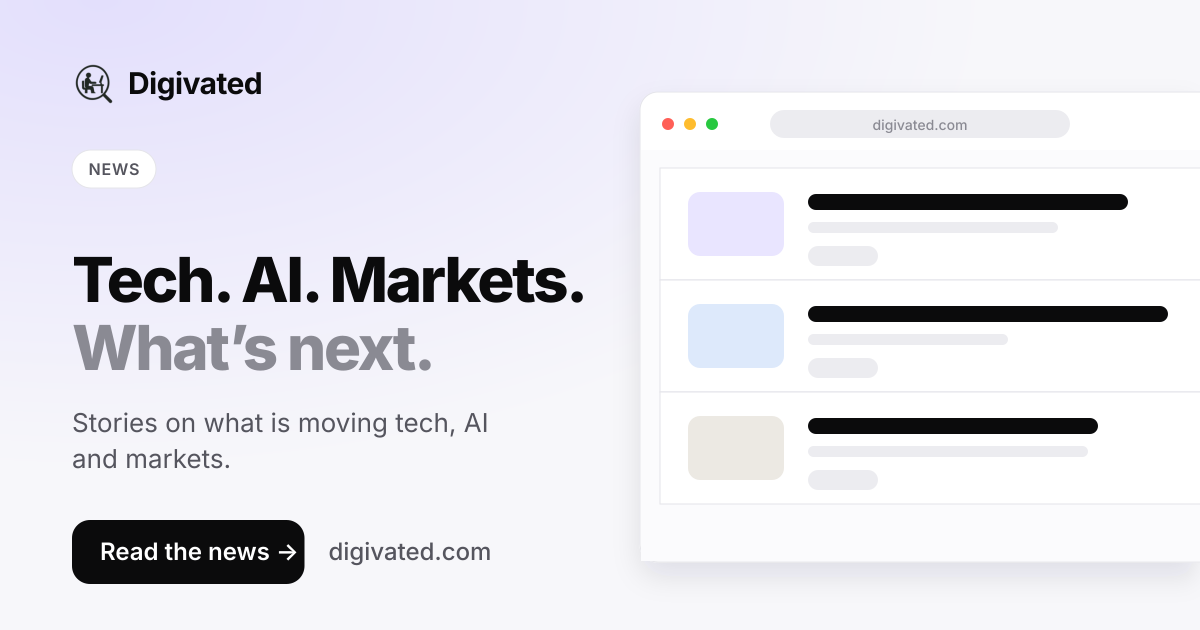 Digivated
NEWS
Tech. AI. Markets.
What’s next.
Stories on what is moving tech, AI
and markets.
Read the news →
digivated.com
digivated.com